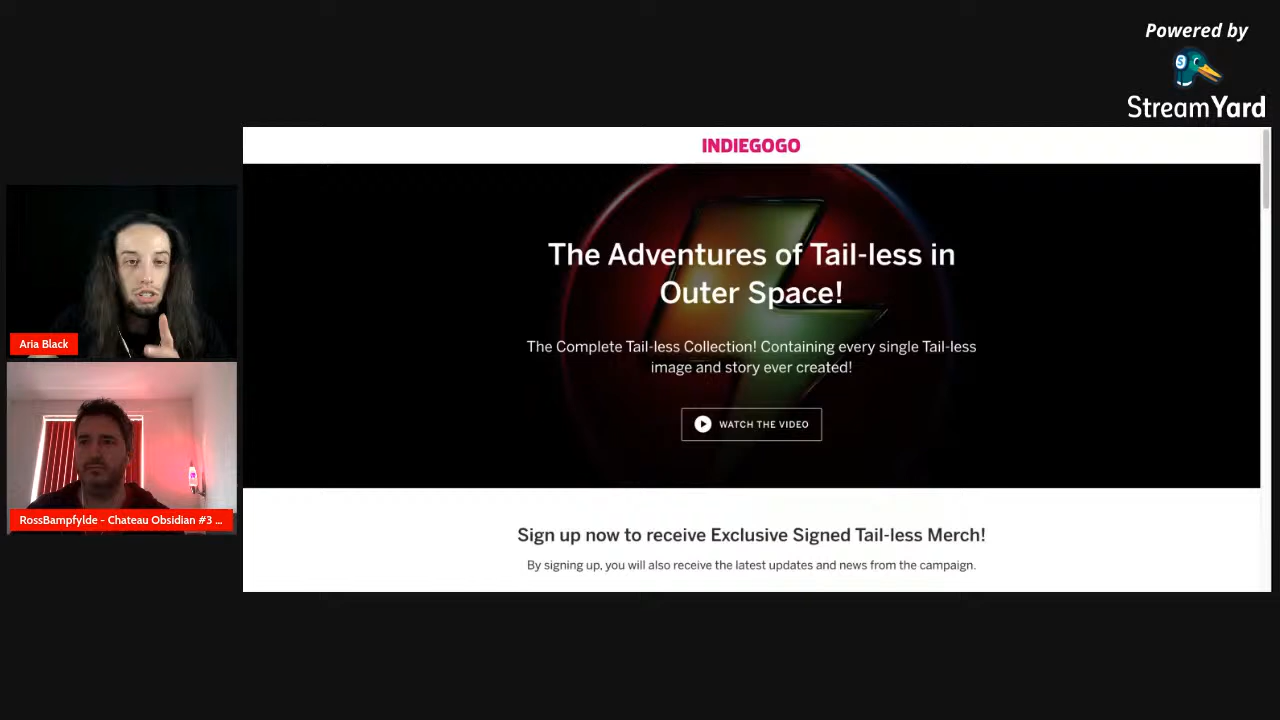 Powered by
StreamYard
INDIEGOGO
The Adventures of Tail-less in
Outer Space!
The Complete Tail-less Collection! Containing every single Tail-less
image and story ever created!
WATCH THE VIDEO
Sign up now to receive Exclusive Signed Tail-less Merch!
By signing up, you will also receive the latest updates and news from the campaign.
Aria Black
RossBampfylde - Chateau Obsidian #3 ...